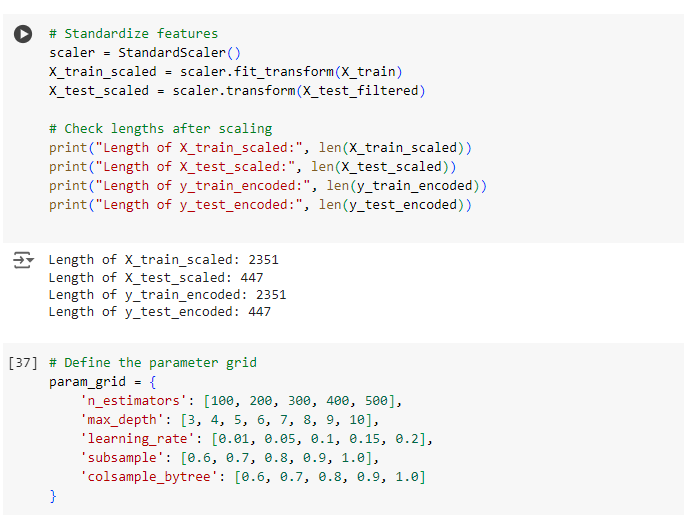 # Standardize features
scaler = StandardScaler()
X_train_scaled = scaler.fit_transform(X_train)
X_test_scaled = scaler.transform(X_test_filtered)
# Check lengths after scaling
print("Length of X_train_scaled:", len(X_train_scaled))
print("Length of X_test_scaled:", len(X_test_scaled))
print("Length of y_train_encoded:", len(y_train_encoded))
print("Length of y_test_encoded:", len(y_test_encoded))
Length of X_train_scaled: 2351
Length of X_test_scaled: 447
Length of y_train_encoded: 2351
Length of y_test_encoded: 447
[37] # Define the parameter grid
param_grid = {
    'n_estimators': [100, 200, 300, 400, 500],
    'max_depth': [3, 4, 5, 6, 7, 8, 9, 10],
    'learning_rate': [0.01, 0.05, 0.1, 0.15, 0.2],
    'subsample': [0.6, 0.7, 0.8, 0.9, 1.0],
    'colsample_bytree': [0.6, 0.7, 0.8, 0.9, 1.0]
}